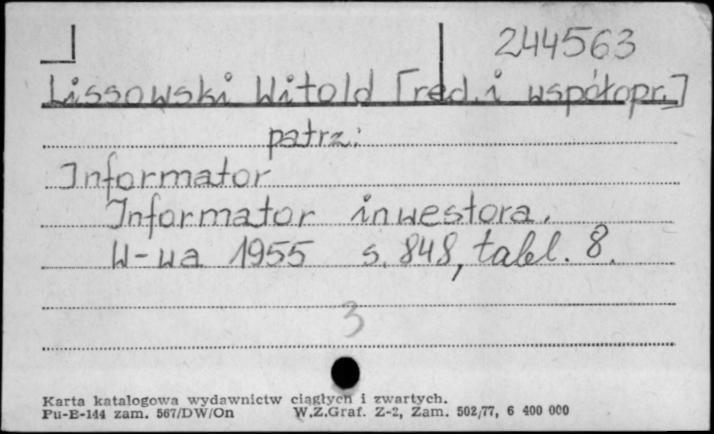 244563
Lissowski Witold [red. i współopr.]
patrz:
Informator
Informator inwestora.
W-wa 1955 s. 848, tabl. 8.
3
Karta katalogowa wydawnictw ciągłych i zwartych.
Pu-E-144 zam. 567/DW/On W.Z.Graf. Z-2, Zam. 502/77, 6 400 000